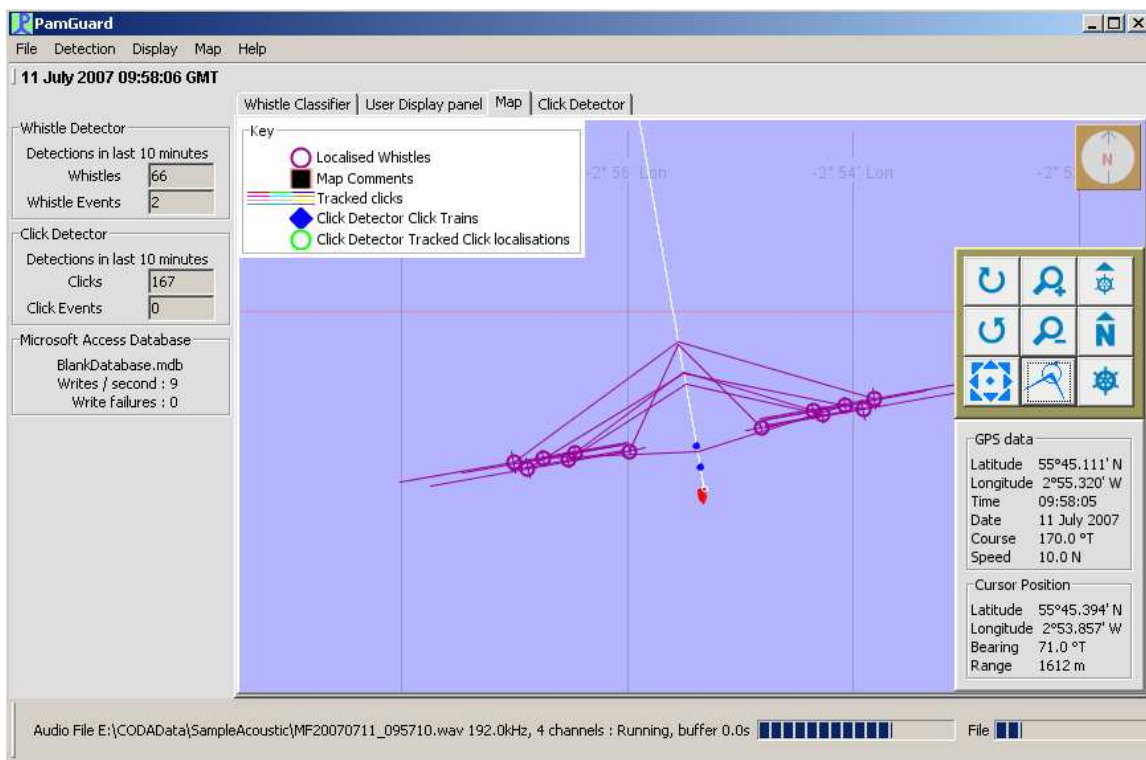 PamGuard
File Detection Display Map Help
11 July 2007 09:58:06 GMT
Whistle Classifier User Display panel Map Click Detector
Whistle Detector
Detections in last 10 minutes
Whistles 66
Whistle Events 2
Click Detector
Detections in last 10 minutes
Clicks 167
Click Events 0
Microsoft Access Database
BlankDatabase.mdb
Writes / second : 9
Write failures : 0
Key
Localised Whistles
Map Comments
Tracked clicks
Click Detector Click Trains
Click Detector Tracked Click localisations
-2° 56' Lon -2° 54' Lon
N
N
GPS data
Latitude 55°45.111' N
Longitude 2°55.320' W
Time 09:58:05
Date 11 July 2007
Course 170.0 °T
Speed 10.0 N
Cursor Position
Latitude 55°45.394' N
Longitude 2°53.857' W
Bearing 71.0 °T
Range 1612 m
Audio File E:\CODAData\SampleAcoustic\MF20070711_095710.wav 192.0kHz, 4 channels : Running, buffer 0.0s File